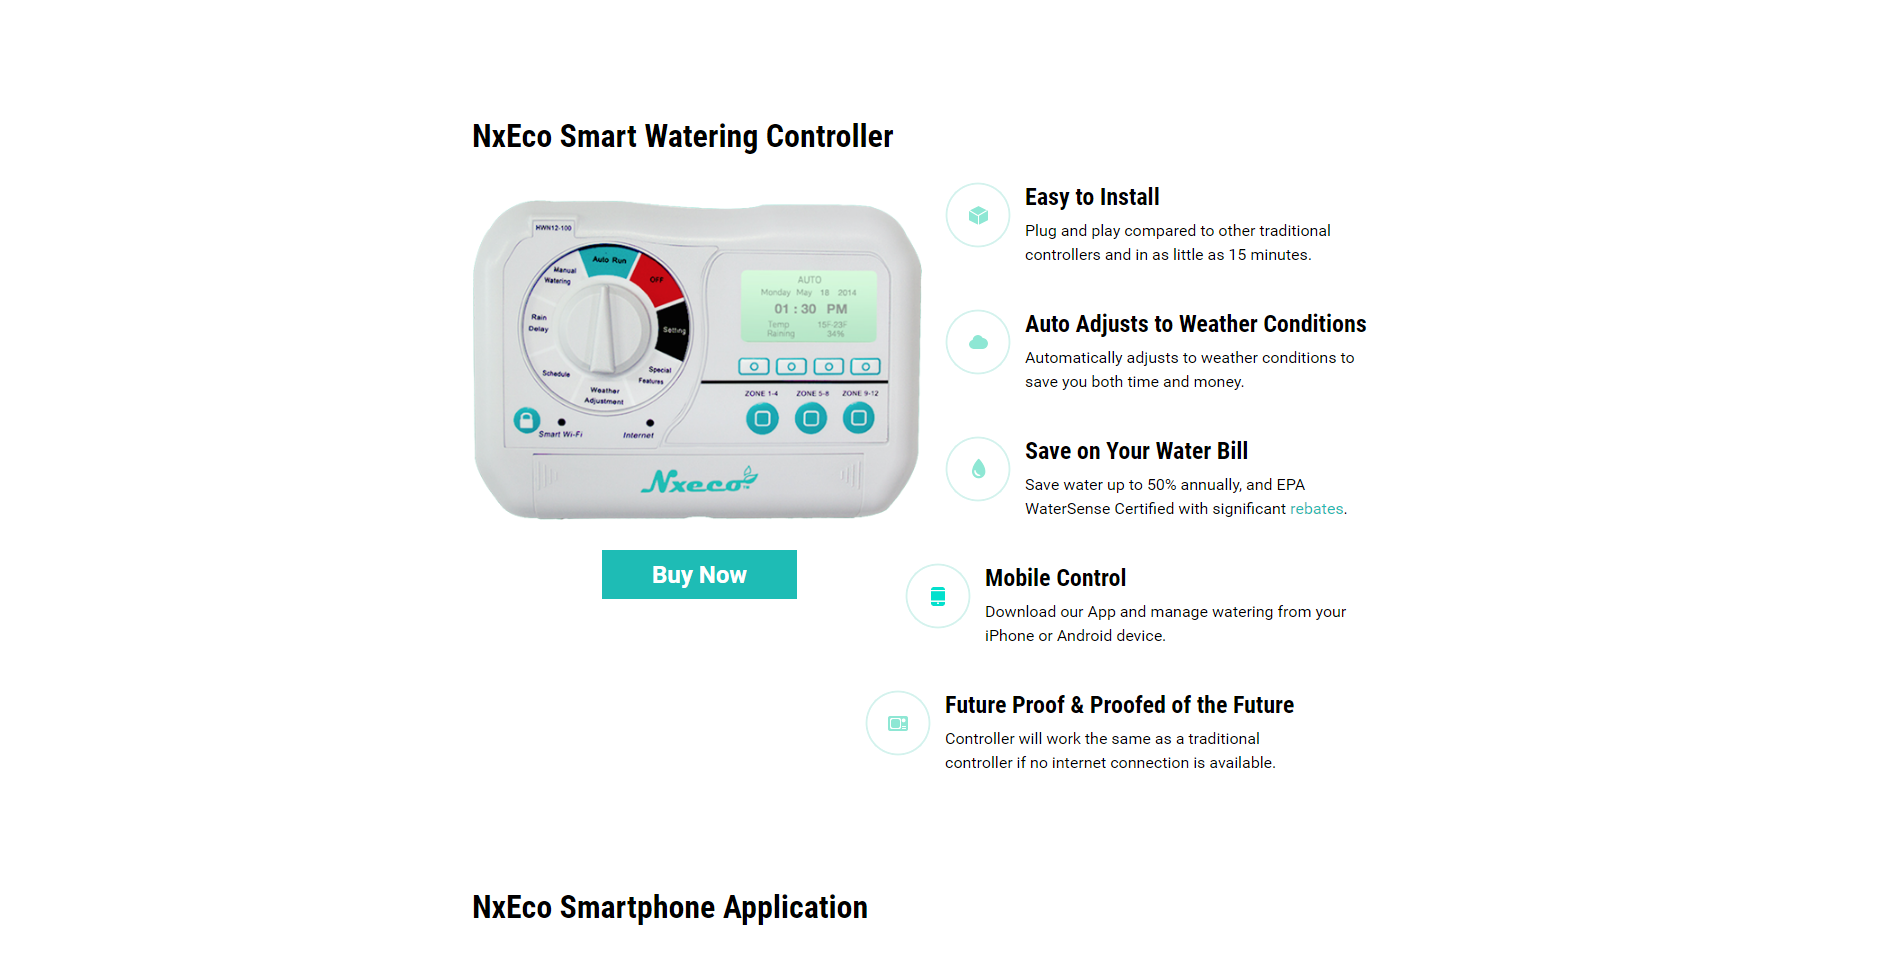 NxEco Smart Watering Controller
HWN12-100
Auto Run
OFF
Setting
Special
Features
Weather
Adjustment
Schedule
Rain
Delay
Manual
Watering
AUTO
Monday May 18 2014
01 : 30 PM
Temp 15F-23F
Raining 34%
ZONE 1-4 ZONE 5-8 ZONE 9-12
Smart Wi-Fi Internet
Nxeco™
Buy Now
Easy to Install
Plug and play compared to other traditional
controllers and in as little as 15 minutes.
Auto Adjusts to Weather Conditions
Automatically adjusts to weather conditions to
save you both time and money.
Save on Your Water Bill
Save water up to 50% annually, and EPA
WaterSense Certified with significant rebates.
Mobile Control
Download our App and manage watering from your
iPhone or Android device.
Future Proof & Proofed of the Future
Controller will work the same as a traditional
controller if no internet connection is available.
NxEco Smartphone Application